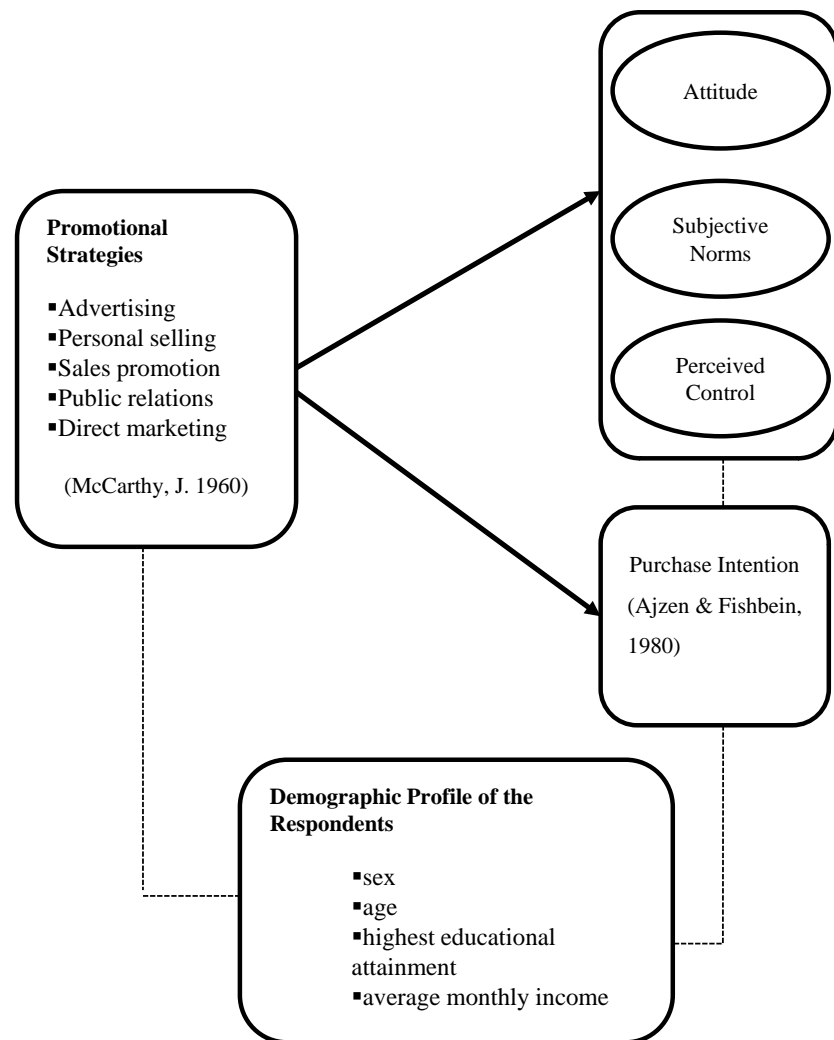 Promotional
Strategies
▪Advertising
▪Personal selling
▪Sales promotion
▪Public relations
▪Direct marketing
(McCarthy, J. 1960)
Attitude
Subjective
Norms
Perceived
Control
Purchase Intention
(Ajzen & Fishbein,
1980)
Demographic Profile of the
Respondents
▪sex
▪age
▪highest educational
attainment
▪average monthly income